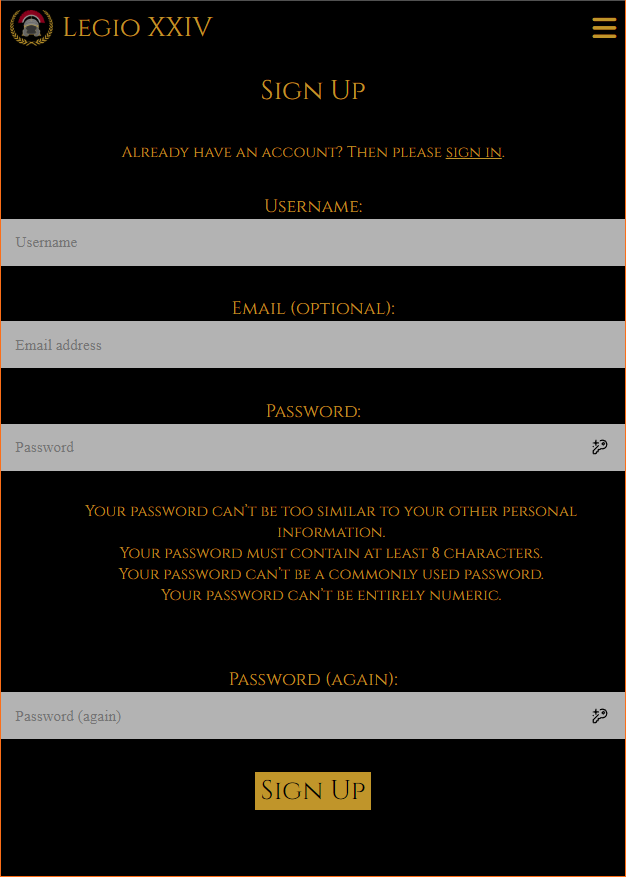 Legio XXIV
Sign Up
Already have an account? Then please sign in.
Username:
Username
Email (optional):
Email address
Password:
Password
Your password can't be too similar to your other personal
information.
Your password must contain at least 8 characters.
Your password can't be a commonly used password.
Your password can't be entirely numeric.
Password (again):
Password (again)
Sign Up